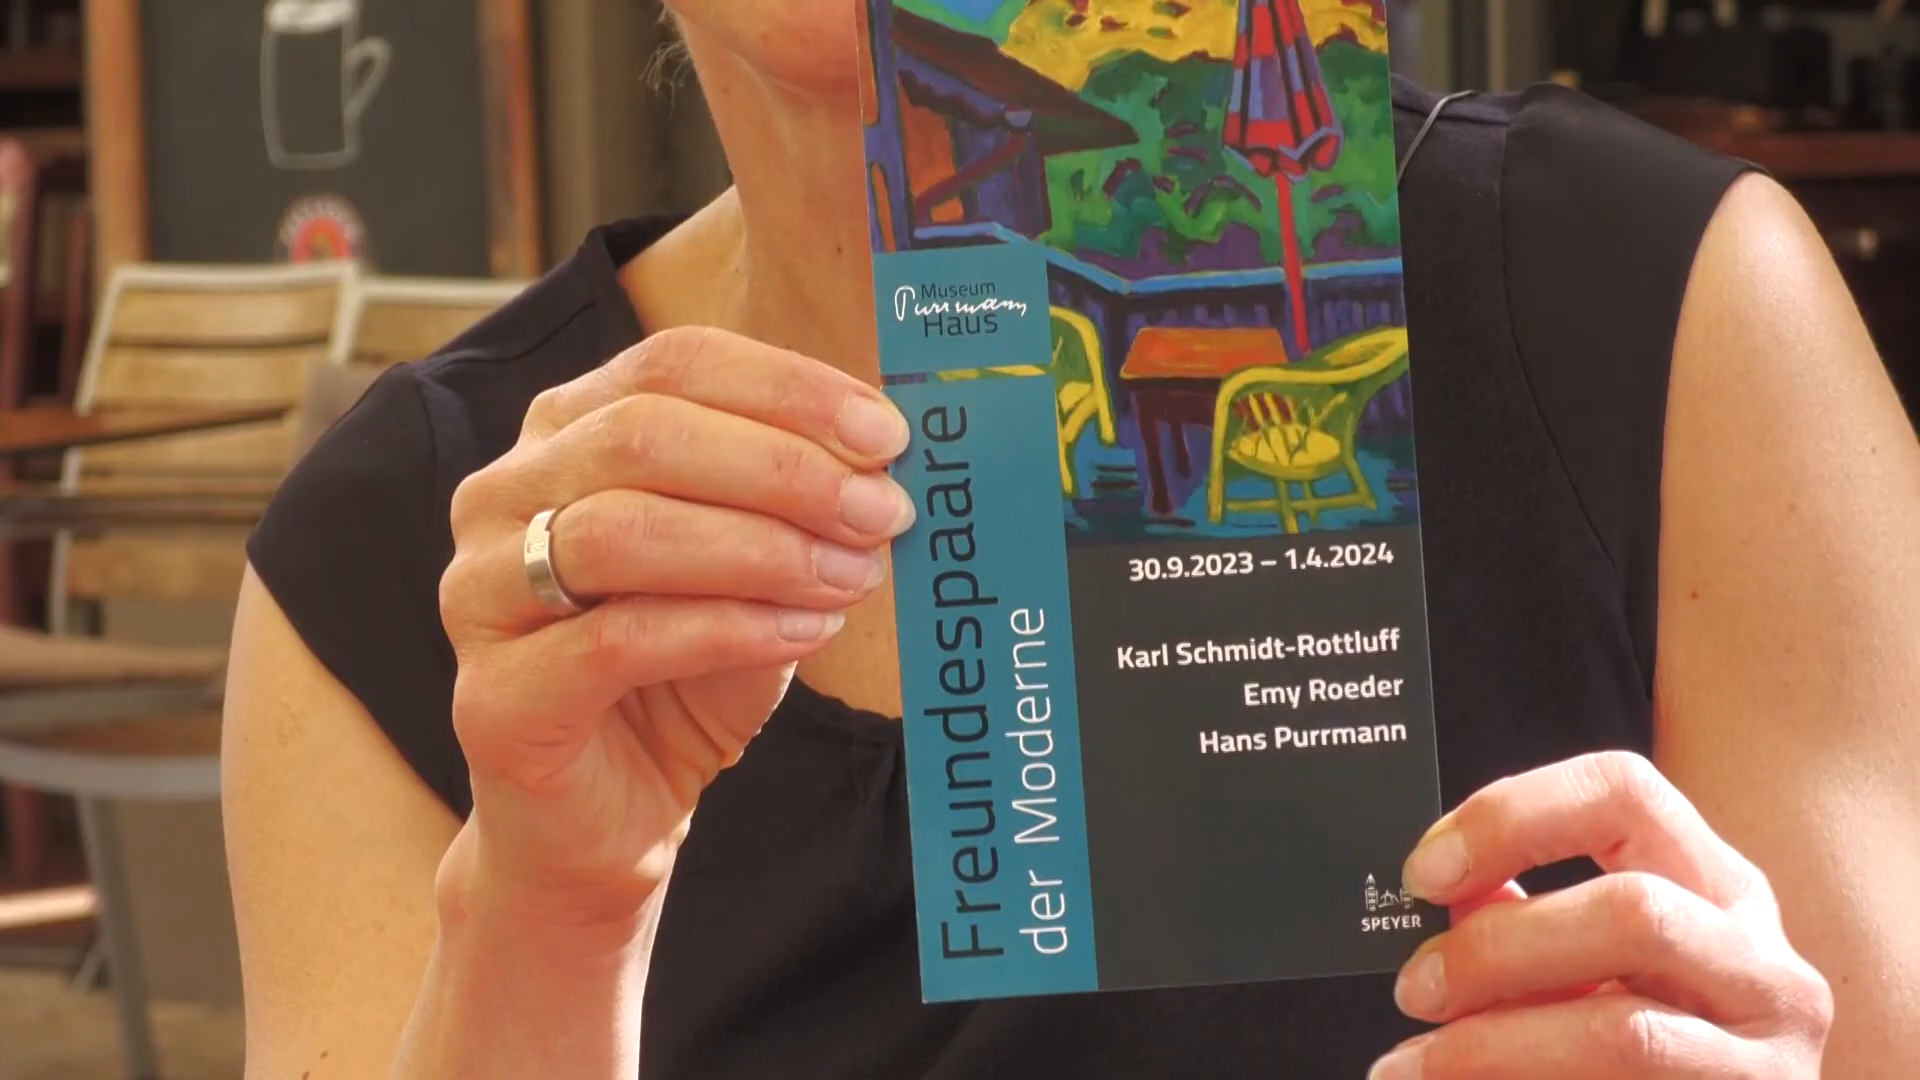 Museum
Purrmann
Haus
Freundespaare
der Moderne
30.9.2023 – 1.4.2024
Karl Schmidt-Rottluff
Emy Roeder
Hans Purrmann
SPEYER